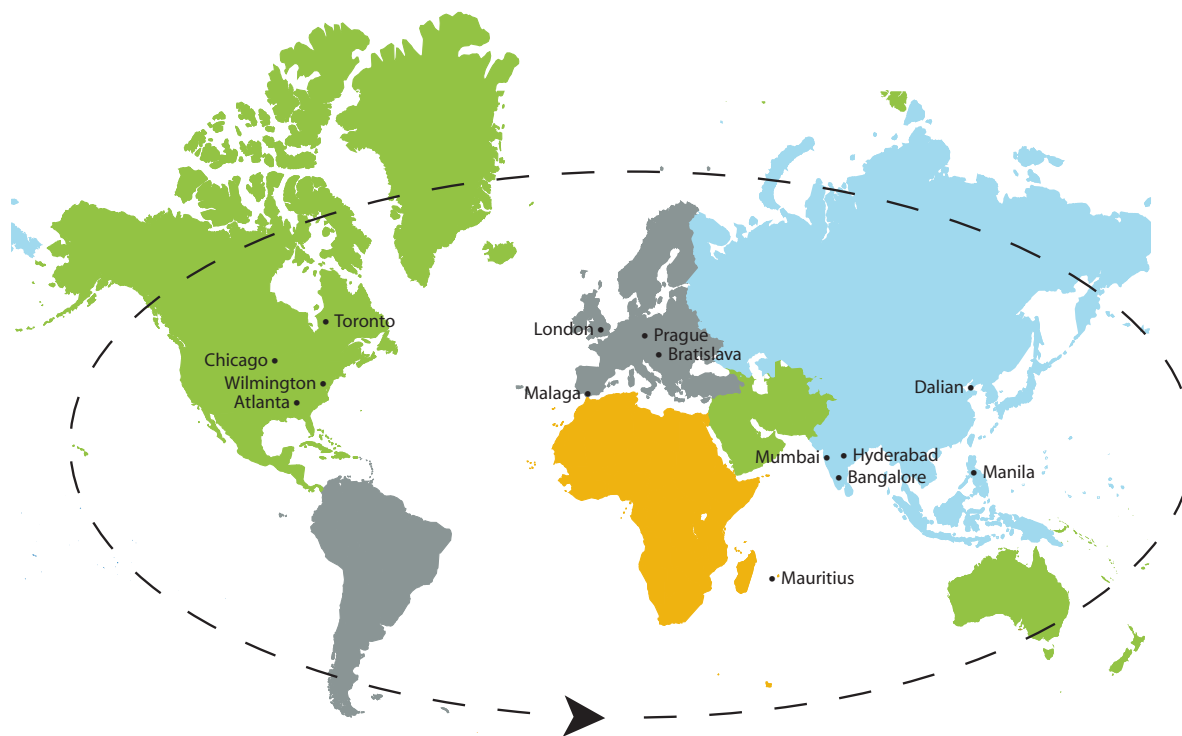 Toronto
Chicago
Wilmington
Atlanta
London
Prague
Bratislava
Malaga
Dalian
Mumbai
Hyderabad
Bangalore
Manila
Mauritius